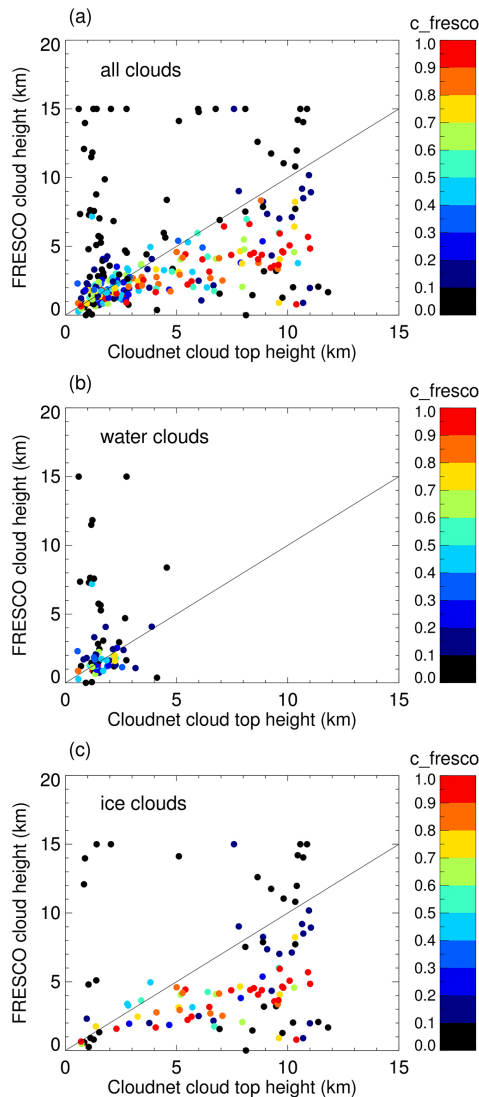 (a)
c_fresco
all clouds
FRESCO cloud height (km)
20
15
10
5
0
0 5 10 15
Cloudnet cloud top height (km)
1.0
0.9
0.8
0.7
0.6
0.5
0.4
0.3
0.2
0.1
0.0
(b)
c_fresco
water clouds
FRESCO cloud height (km)
20
15
10
5
0
0 5 10 15
Cloudnet cloud top height (km)
1.0
0.9
0.8
0.7
0.6
0.5
0.4
0.3
0.2
0.1
0.0
(c)
c_fresco
ice clouds
FRESCO cloud height (km)
20
15
10
5
0
0 5 10 15
Cloudnet cloud top height (km)
1.0
0.9
0.8
0.7
0.6
0.5
0.4
0.3
0.2
0.1
0.0